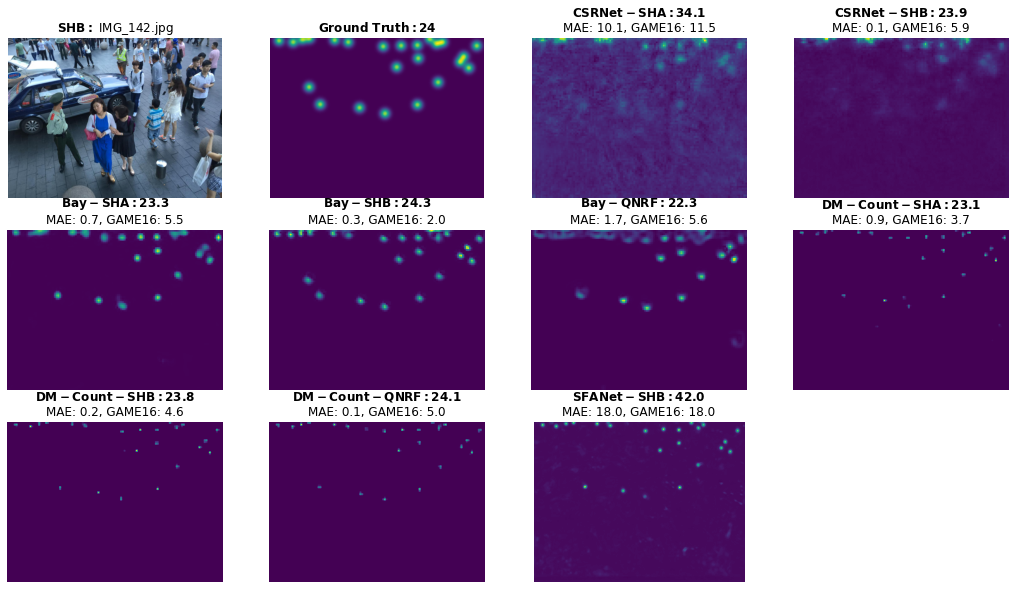 SHB: IMG_142.jpg
Ground Truth: 24
CSRNet − SHA: 34.1
MAE: 10.1, GAME16: 11.5
CSRNet − SHB: 23.9
MAE: 0.1, GAME16: 5.9
Bay − SHA: 23.3
MAE: 0.7, GAME16: 5.5
Bay − SHB: 24.3
MAE: 0.3, GAME16: 2.0
Bay − QNRF: 22.3
MAE: 1.7, GAME16: 5.6
DM − Count − SHA: 23.1
MAE: 0.9, GAME16: 3.7
DM − Count − SHB: 23.8
MAE: 0.2, GAME16: 4.6
DM − Count − QNRF: 24.1
MAE: 0.1, GAME16: 5.0
SFANet − SHB: 42.0
MAE: 18.0, GAME16: 18.0